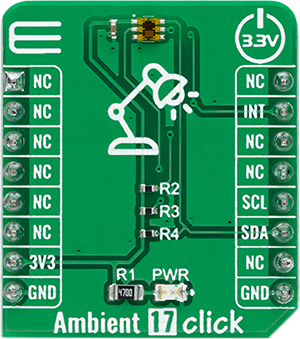 3.3V
NC NC
NC INT
NC NC
NC NC
NC SCL
NC SDA
3V3 NC
GND GND
R2
R3
R4
R1 PWR
4700
Ambient 17 click